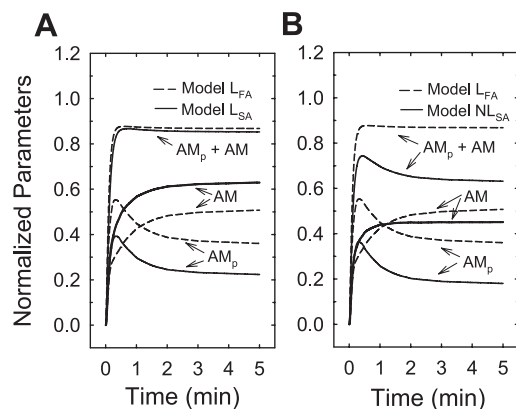 A
B
Normalized Parameters
1.2
1.0
0.8
0.6
0.4
0.2
0.0
Model L_FA
Model L_SA
AM_p + AM
AM
AM_p
0 1 2 3 4 5
Time (min)
1.2
1.0
0.8
0.6
0.4
0.2
0.0
Model L_FA
Model NL_SA
AM_p + AM
AM
AM_p
0 1 2 3 4 5
Time (min)